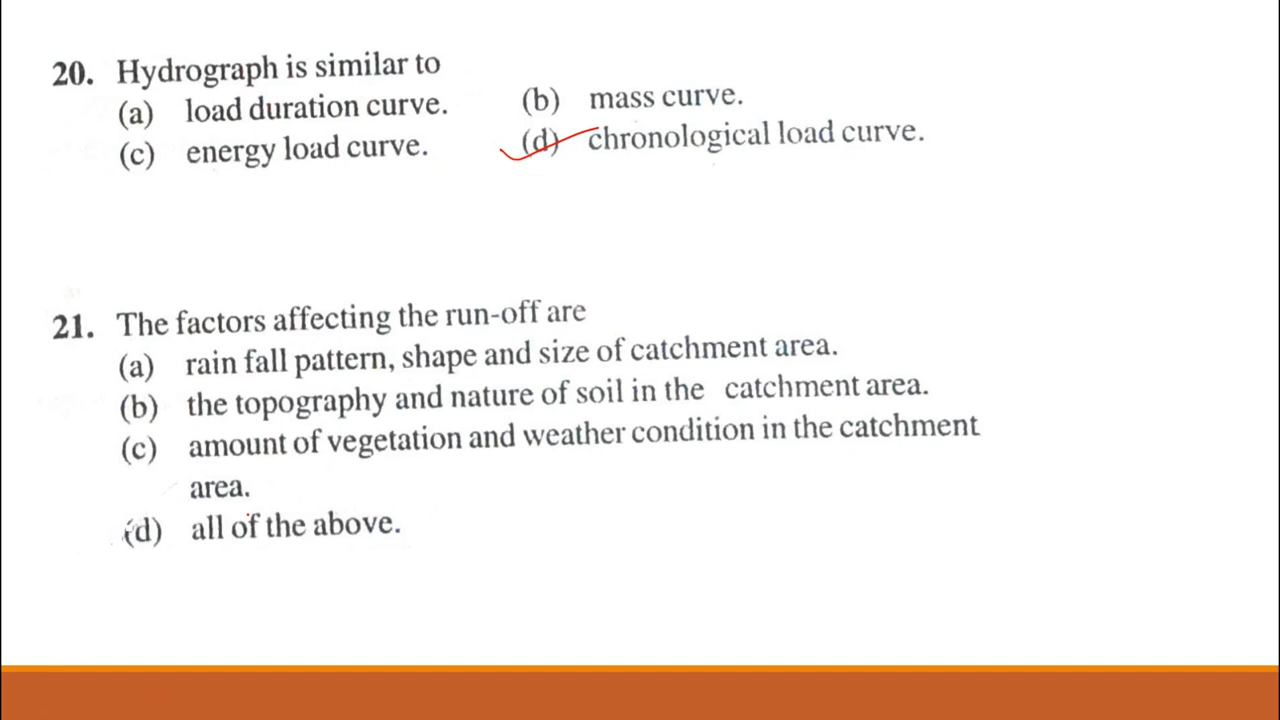 20. Hydrograph is similar to
(a) load duration curve. (b) mass curve.
(c) energy load curve. (d) chronological load curve.
21. The factors affecting the run-off are
(a) rain fall pattern, shape and size of catchment area.
(b) the topography and nature of soil in the catchment area.
(c) amount of vegetation and weather condition in the catchment
area.
(d) all of the above.